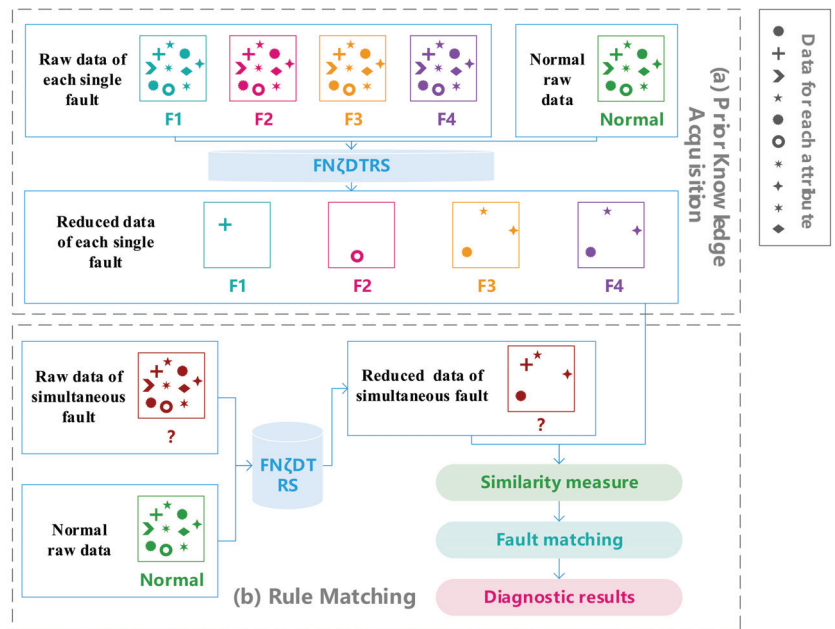 Raw data of
each single
fault
F1
F2
F3
F4
Normal
raw
data
Normal
FNζDTRS
Reduced data
of each single
fault
F1
F2
F3
F4
(a) Prior Knowledge
Acquisition
Data for each attribute
Raw data of
simultaneous
fault
?
Normal
raw data
Normal
FNζDT
RS
Reduced data of
simultaneous fault
?
Similarity measure
Fault matching
Diagnostic results
(b) Rule Matching